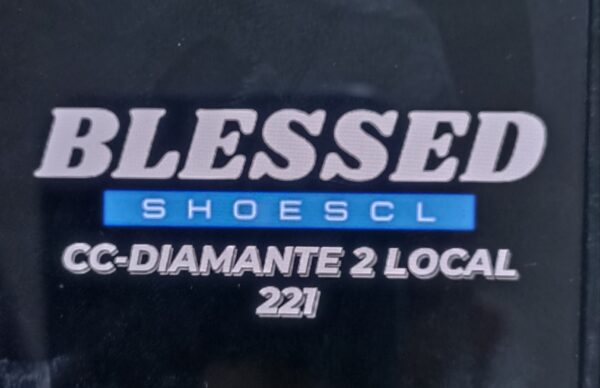 BLESSED
SHOESCL
CC-DIAMANTE 2 LOCAL
221